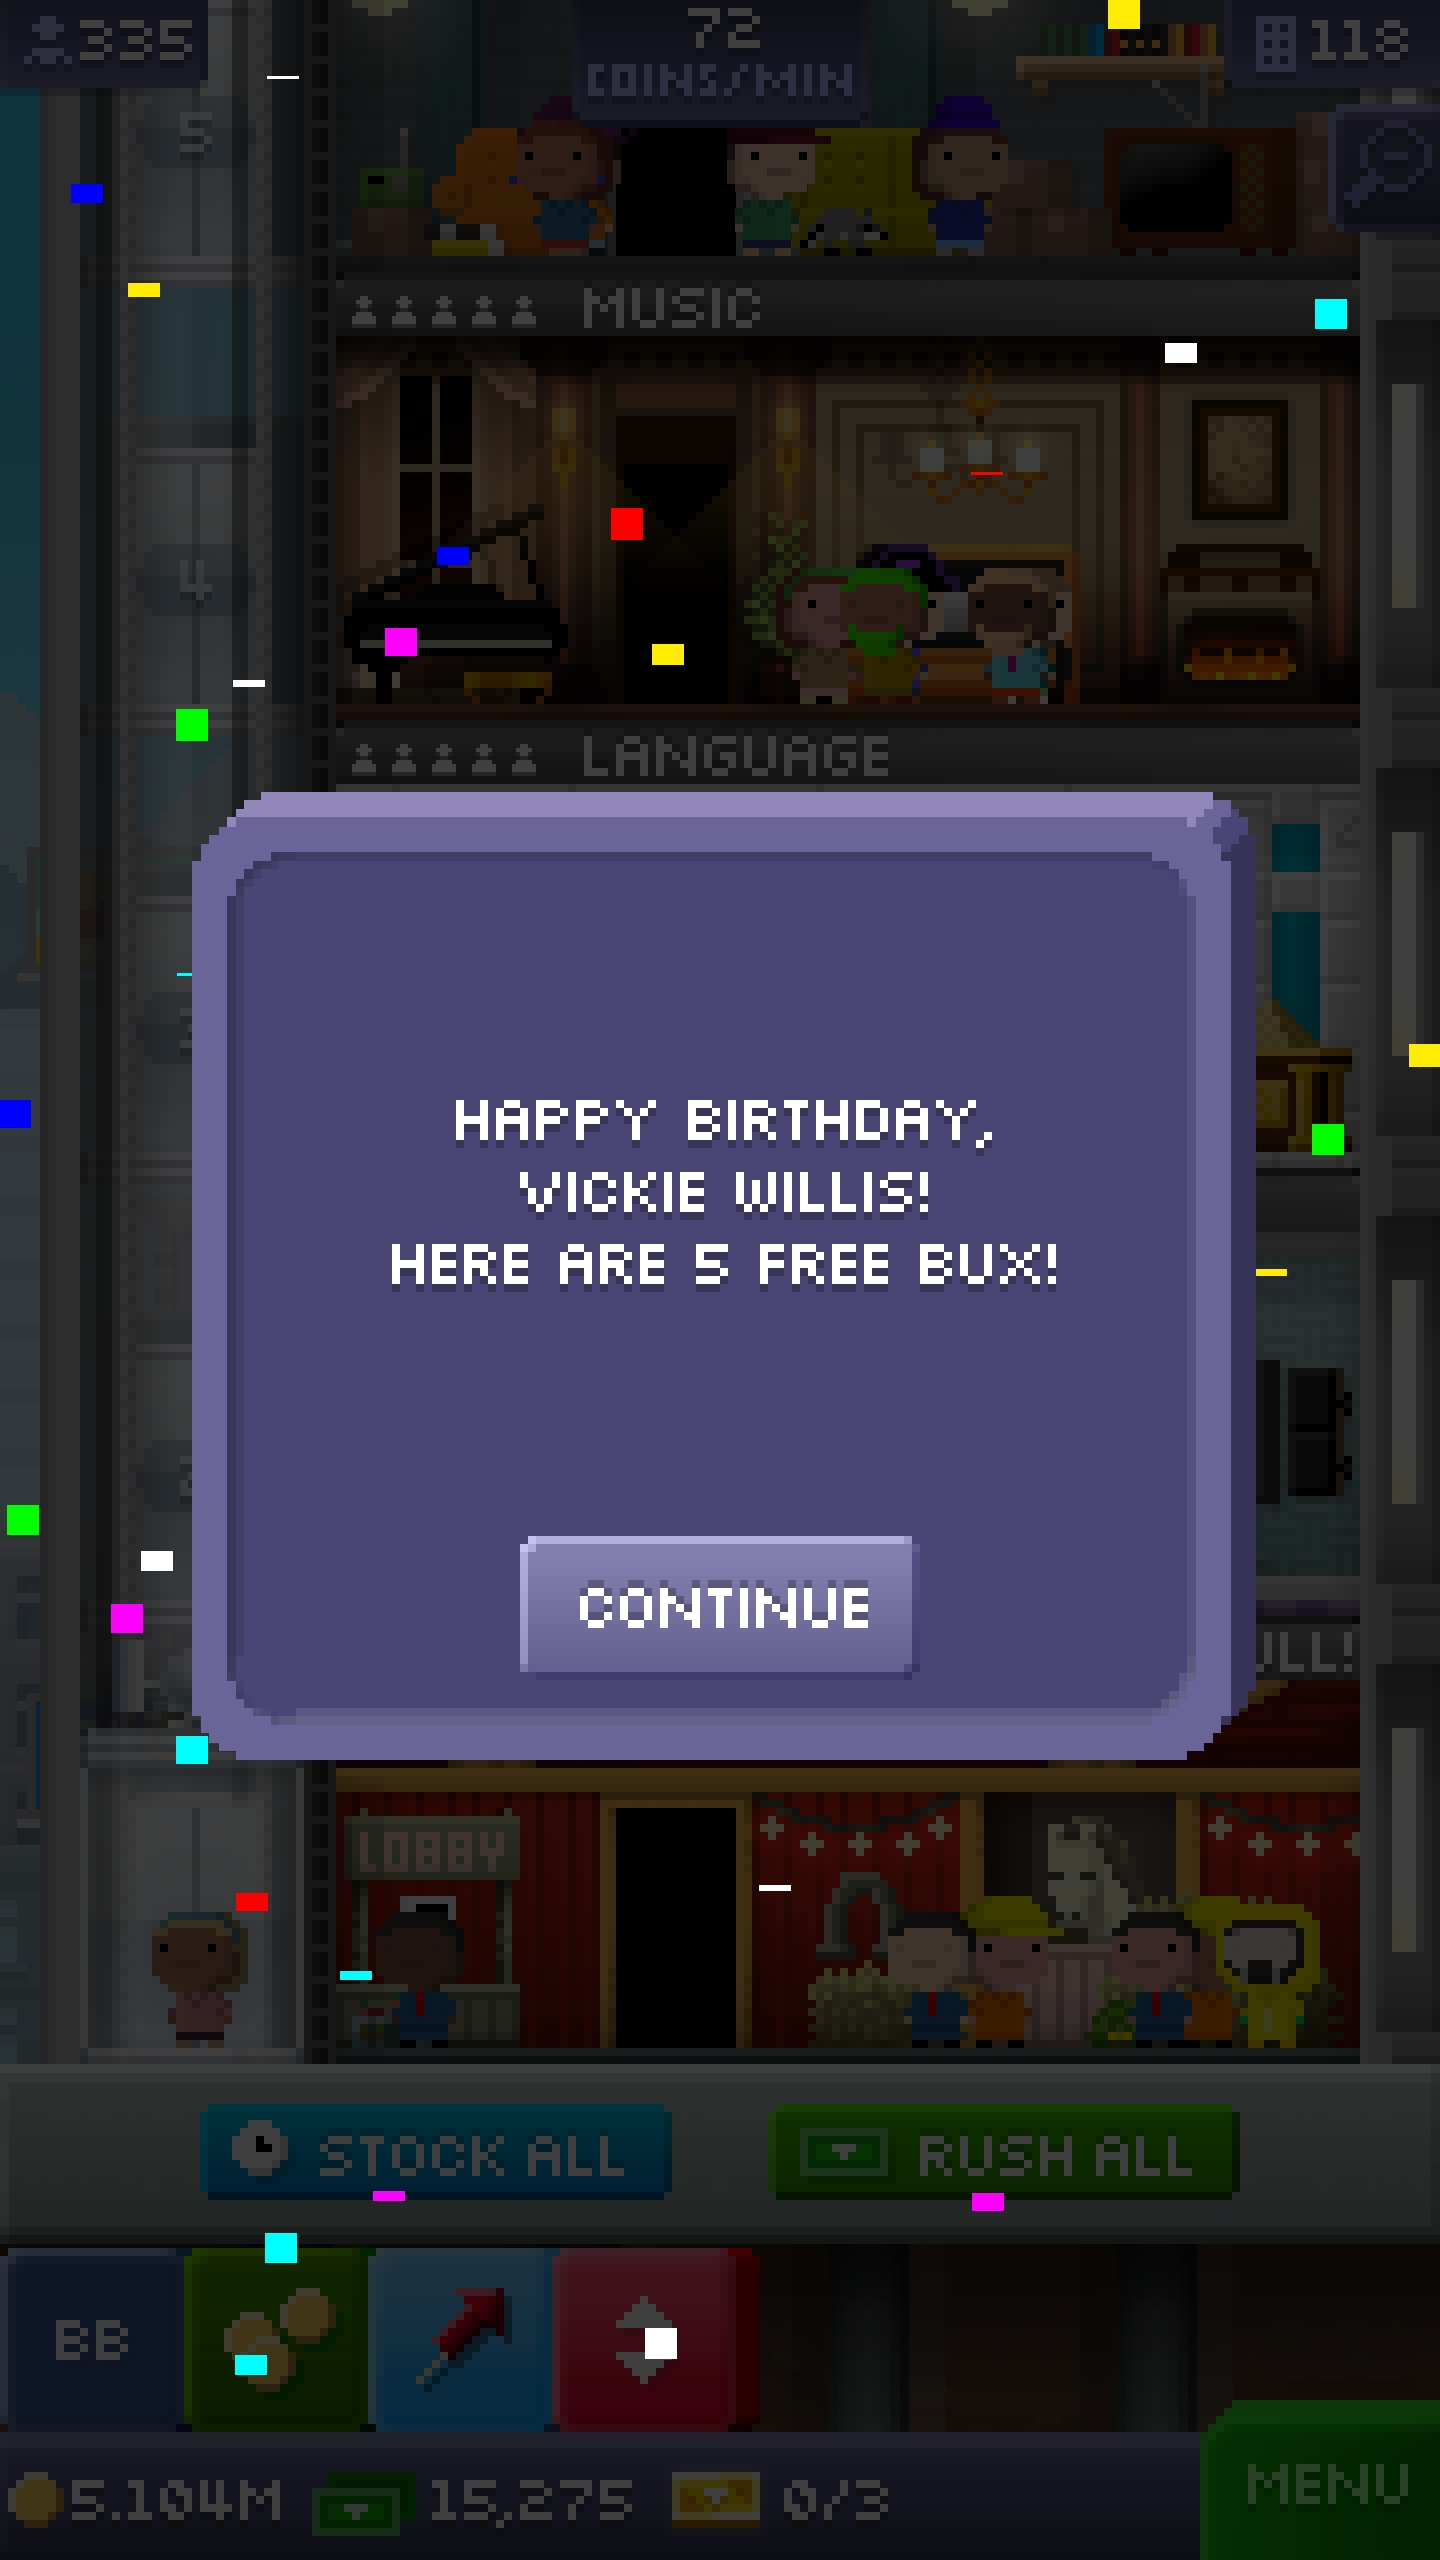 335
72
COINS/MIN
118
5
MUSIC
4
LANGUAGE
HAPPY BIRTHDAY,
VICKIE WILLIS!
HERE ARE 5 FREE BUX!
CONTINUE
LOBBY
STOCK ALL
RUSH ALL
BB
5.104M
15,275
0/3
MENU